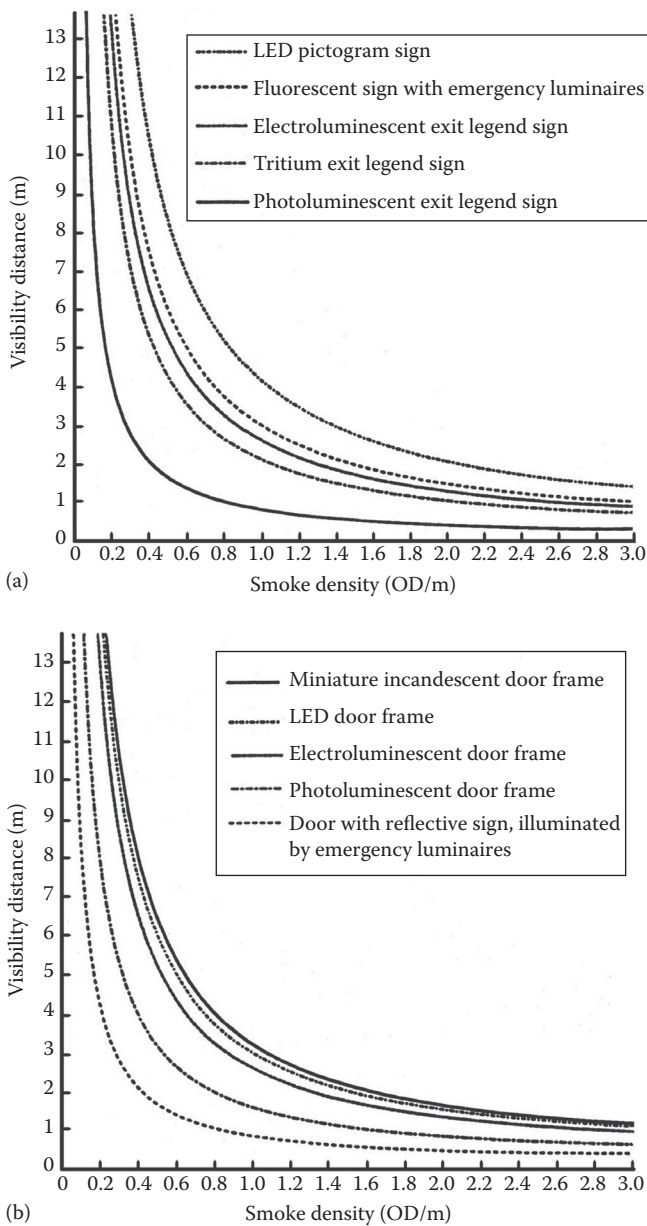 13
12
11
10
9
8
7
6
5
4
3
2
1
0
Visibility distance (m)
LED pictogram sign
Fluorescent sign with emergency luminaires
Electroluminescent exit legend sign
Tritium exit legend sign
Photoluminescent exit legend sign
0.2 0.4 0.6 0.8 1.0 1.2 1.4 1.6 1.8 2.0 2.2 2.4 2.6 2.8 3.0
(a)
Smoke density (OD/m)
13
12
11
10
9
8
7
6
5
4
3
2
1
0
Visibility distance (m)
Miniature incandescent door frame
LED door frame
Electroluminescent door frame
Photoluminescent door frame
Door with reflective sign, illuminated
by emergency luminaires
0 0.2 0.4 0.6 0.8 1.0 1.2 1.4 1.6 1.8 2.0 2.2 2.4 2.6 2.8 3.0
(b)
Smoke density (OD/m)